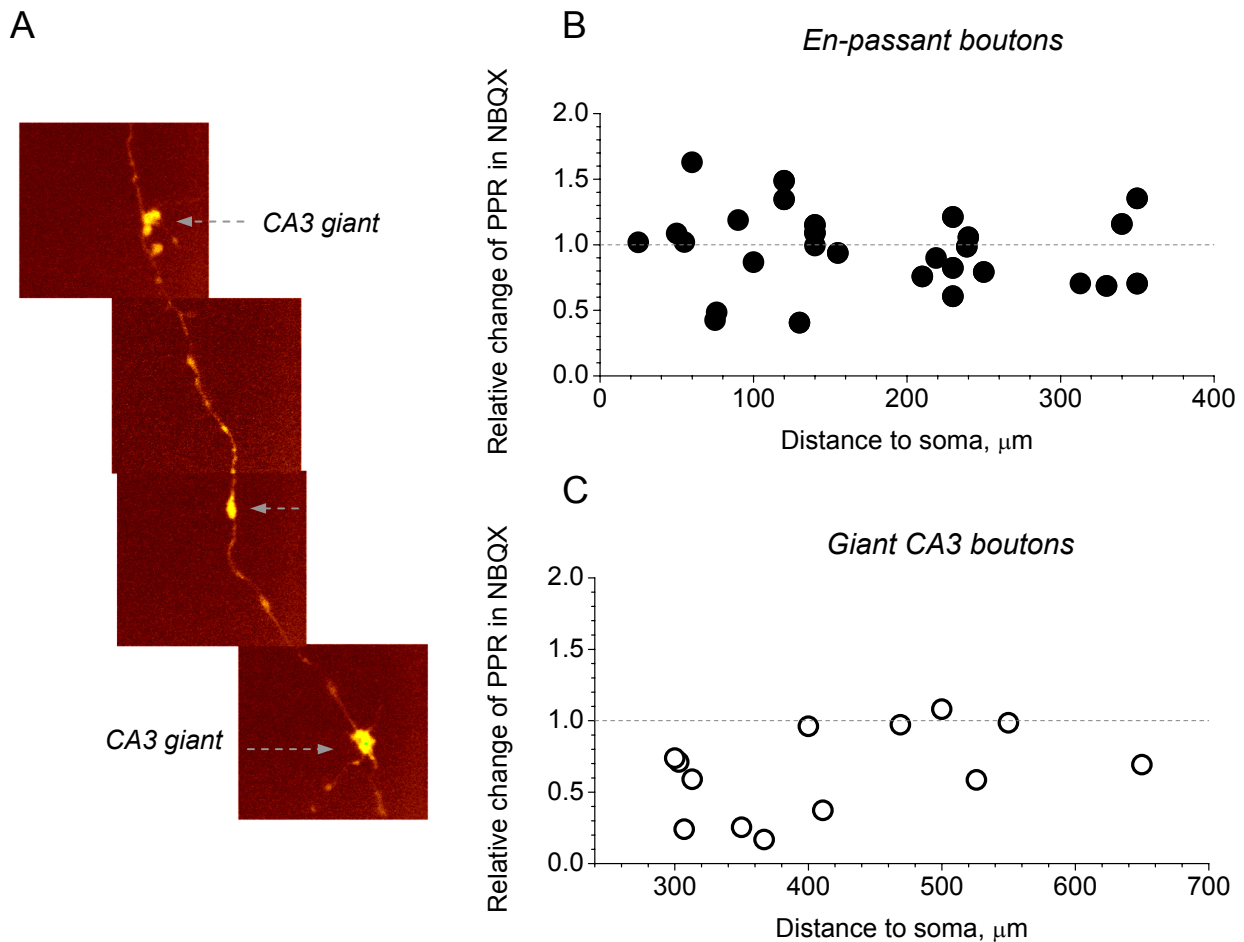 A
CA3 giant
CA3 giant
B
En-passant boutons
Relative change of PPR in NBQX
2.0
1.5
1.0
0.5
0.0
0 100 200 300 400
Distance to soma, μm
C
Giant CA3 boutons
Relative change of PPR in NBQX
2.0
1.5
1.0
0.5
0.0
300 400 500 600 700
Distance to soma, μm